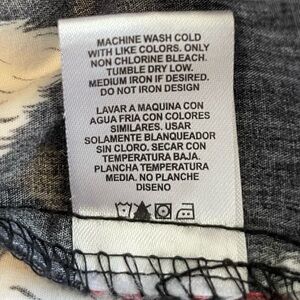 MACHINE WASH COLD
WITH LIKE COLORS. ONLY
NON CHLORINE BLEACH.
TUMBLE DRY LOW.
MEDIUM IRON IF DESIRED.
DO NOT IRON DESIGN
LAVAR A MAQUINA CON
AGUA FRIA CON COLORES
SIMILARES. USAR
SOLAMENTE BLANQUEADOR
SIN CLORO. SECAR CON
TEMPERATURA BAJA.
PLANCHA TEMPERATURA
MEDIA. NO PLANCHE
DISENO